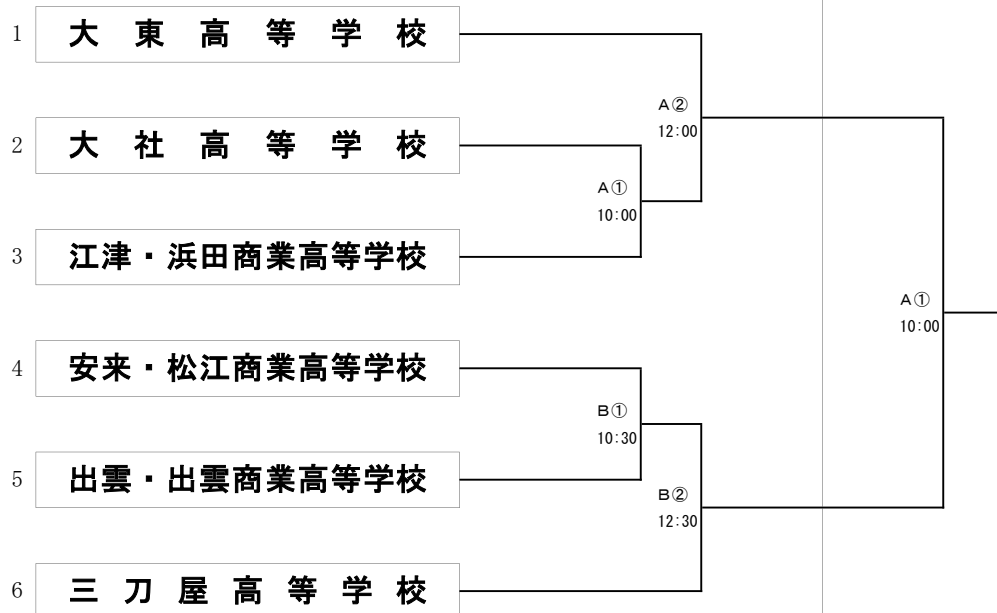 1 大東高等学校
A②
12:00
2 大社高等学校
A①
10:00
3 江津・浜田商業高等学校
A①
10:00
4 安来・松江商業高等学校
B①
10:30
5 出雲・出雲商業高等学校
B②
12:30
6 三刀屋高等学校